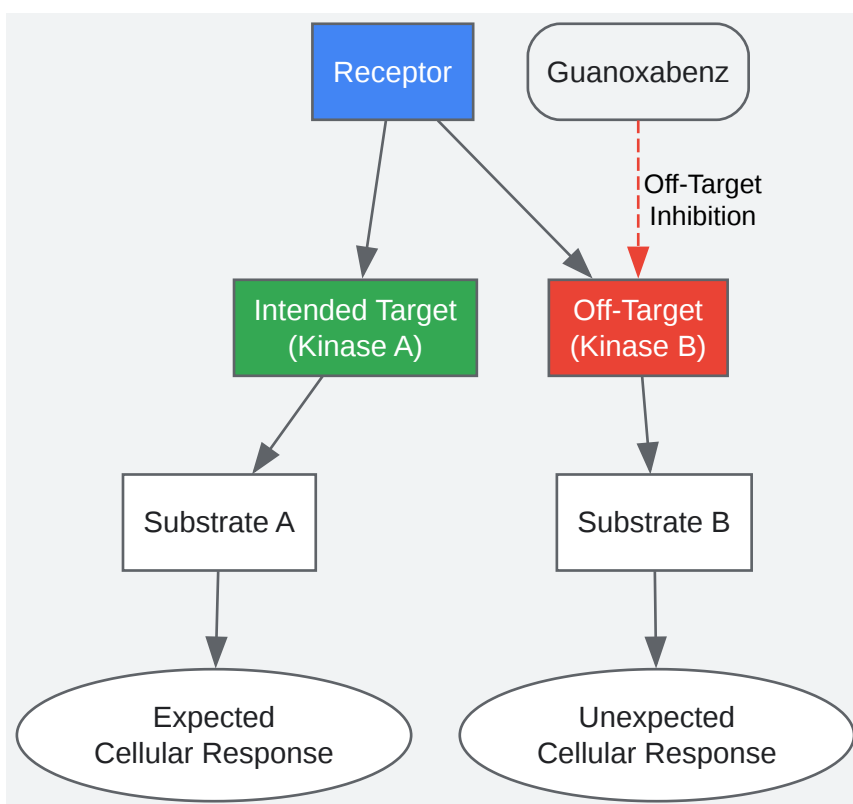 Receptor
Guanoxabenz
Off-Target
Inhibition
Intended Target
(Kinase A)
Off-Target
(Kinase B)
Substrate A
Substrate B
Expected
Cellular Response
Unexpected
Cellular Response